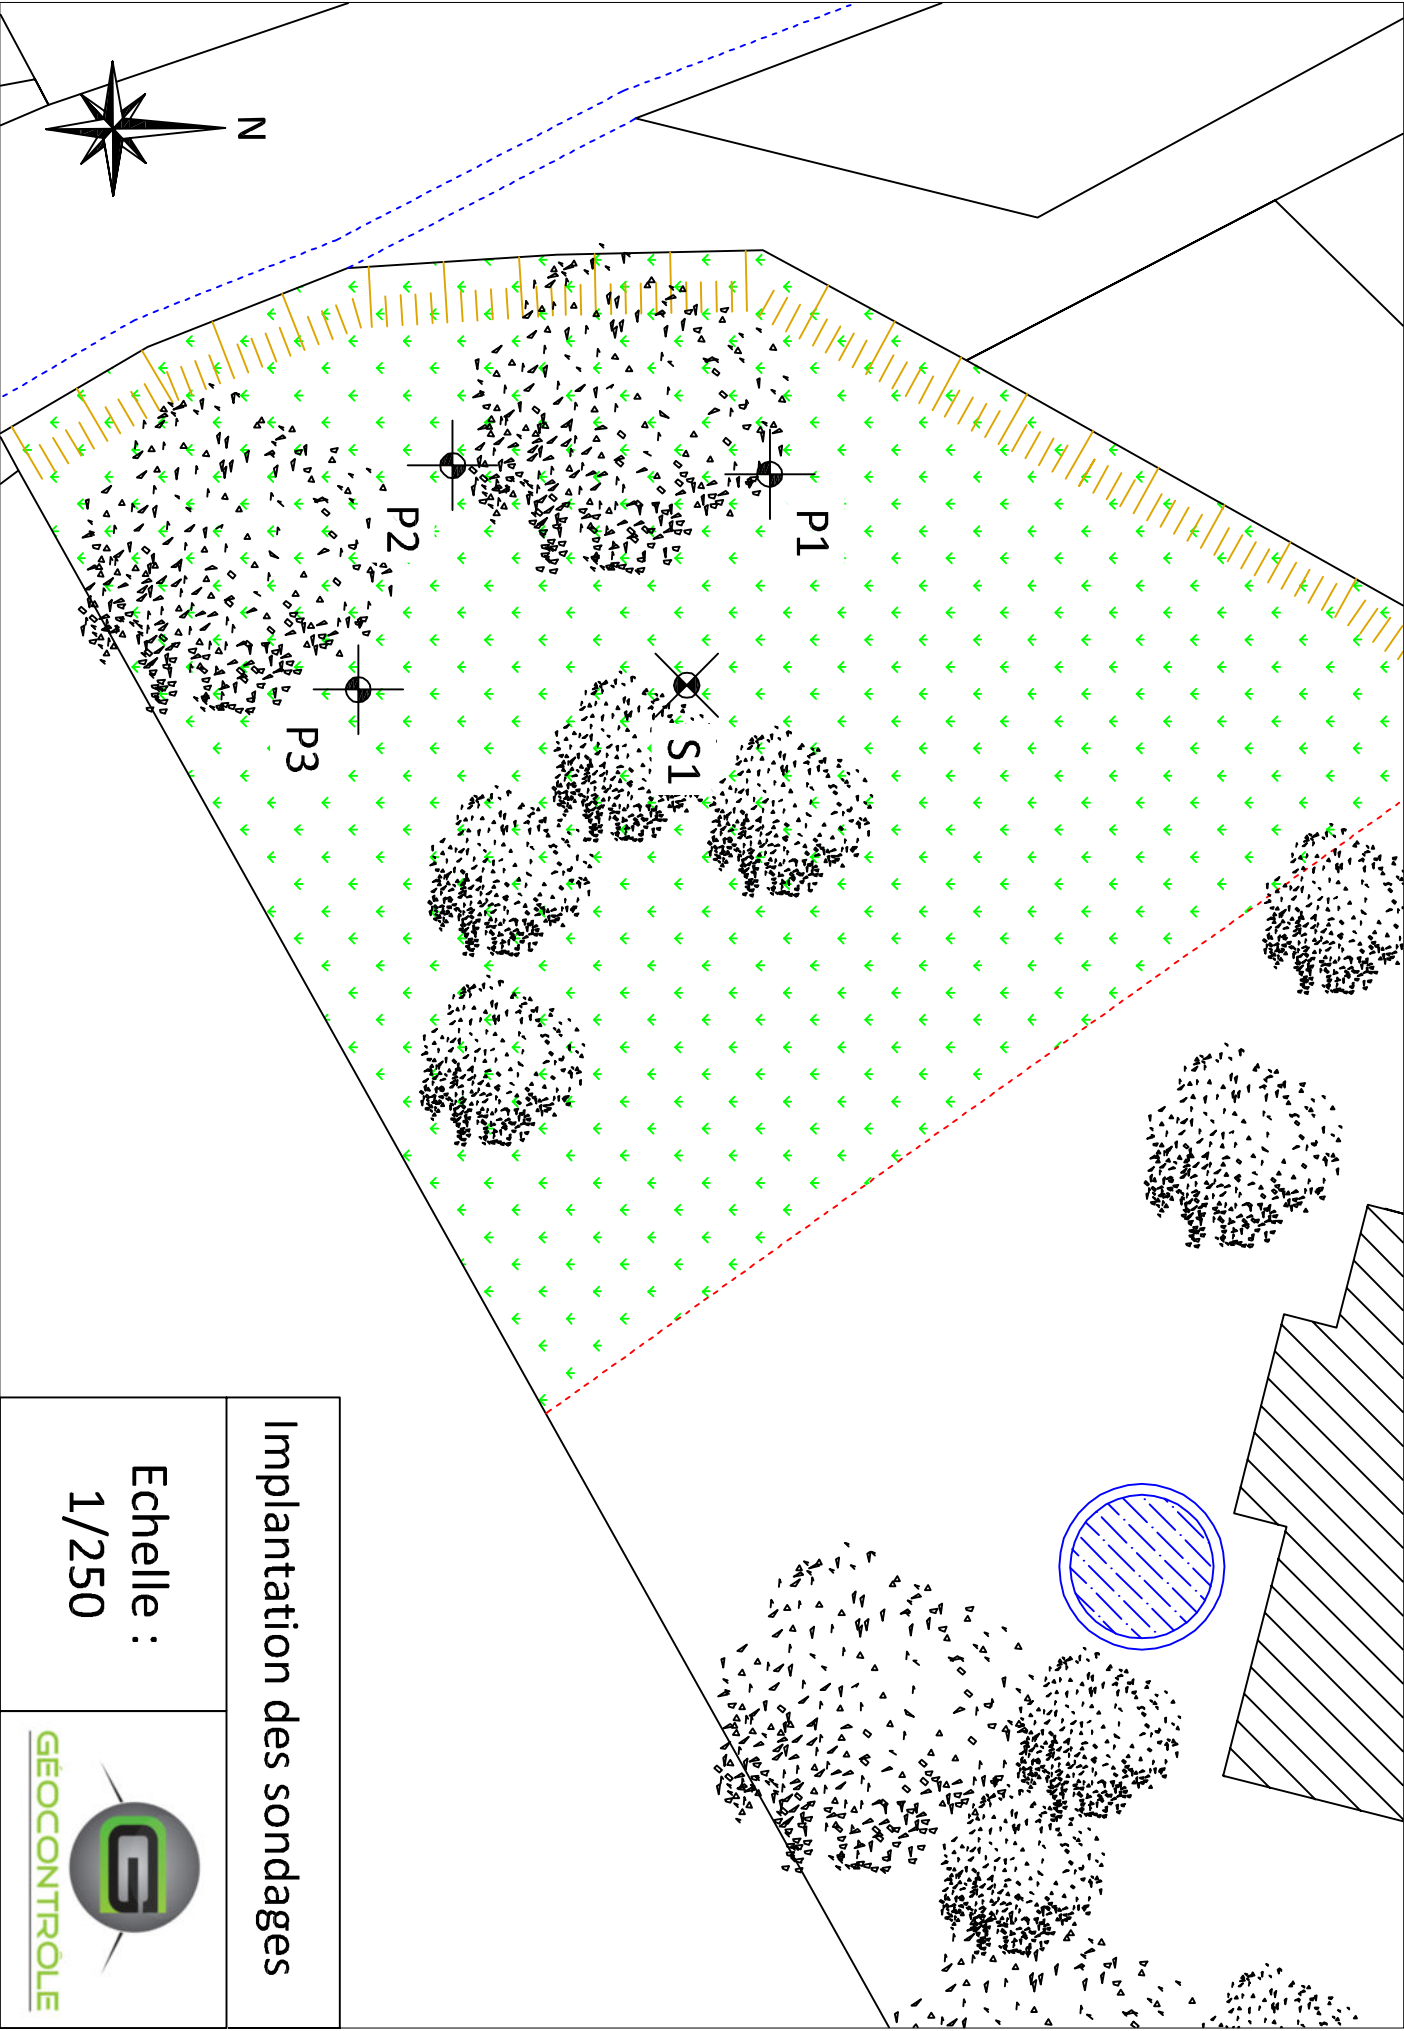 N
P1
P2
S1
P3
Implantation des sondages
Echelle :
1/250
G
GÉOCONTRÔLE